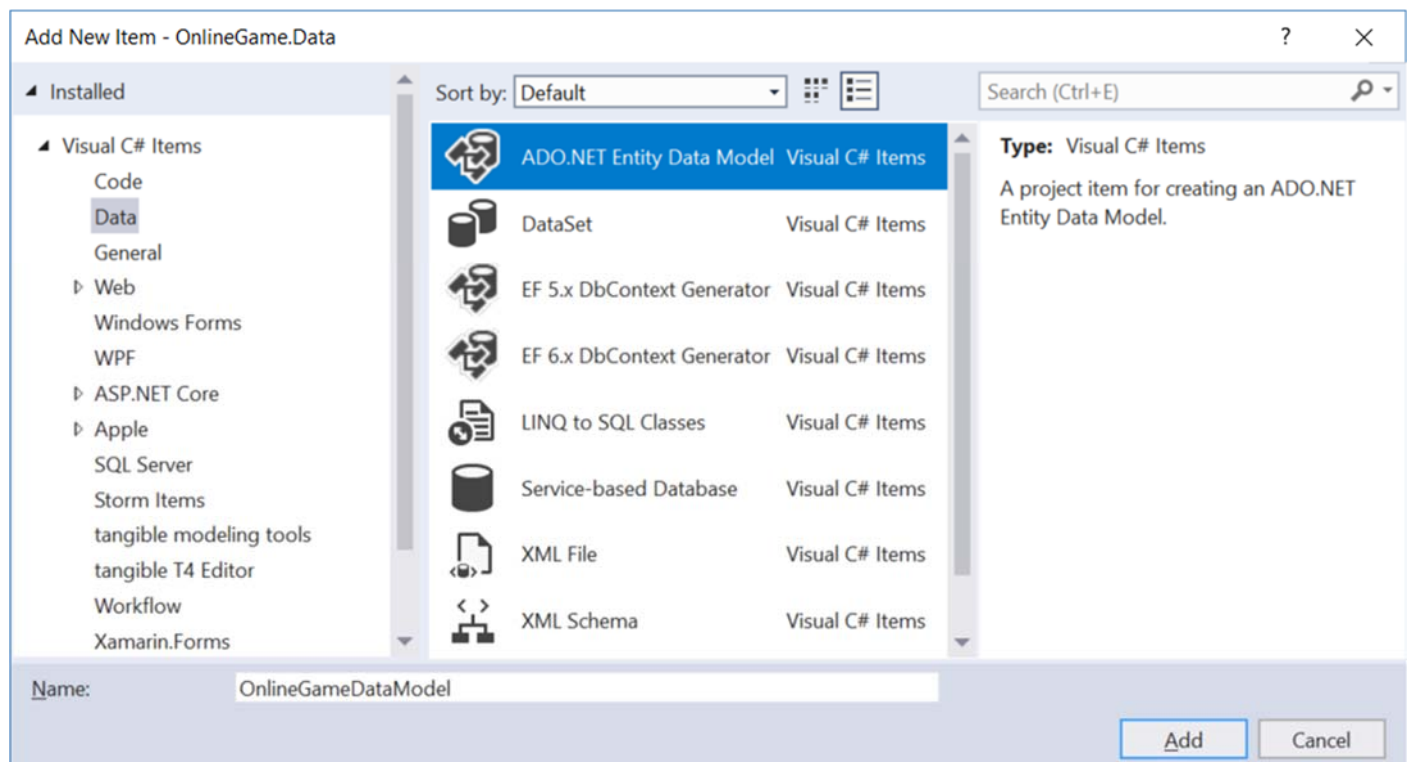 Add New Item - OnlineGame.Data
?
Installed
Sort by: Default
Search (Ctrl+E)
Visual C# Items
Code
Data
General
Web
Windows Forms
WPF
ASP.NET Core
Apple
SQL Server
Storm Items
tangible modeling tools
tangible T4 Editor
Workflow
Xamarin.Forms
ADO.NET Entity Data Model Visual C# Items
DataSet Visual C# Items
EF 5.x DbContext Generator Visual C# Items
EF 6.x DbContext Generator Visual C# Items
LINQ to SQL Classes Visual C# Items
Service-based Database Visual C# Items
XML File Visual C# Items
XML Schema Visual C# Items
Type: Visual C# Items
A project item for creating an ADO.NET
Entity Data Model.
Name: OnlineGameDataModel
Add Cancel